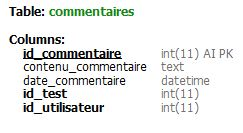 Table: commentaires
Columns:
id_commentaire int(11) AI PK
contenu_commentaire text
date_commentaire datetime
id_test int(11)
id_utilisateur int(11)